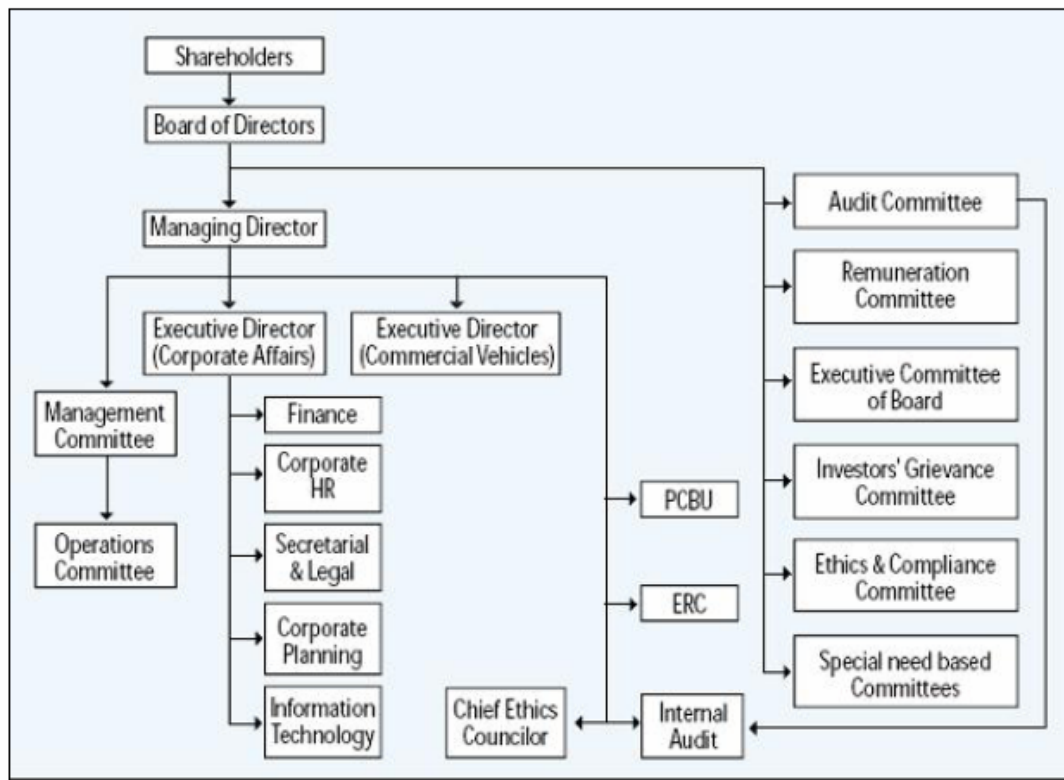 Shareholders
Board of Directors
Managing Director
Executive Director
(Corporate Affairs)
Executive Director
(Commercial Vehicles)
Management
Committee
Operations
Committee
Finance
Corporate
HR
Secretarial
& Legal
Corporate
Planning
Information
Technology
PCBU
ERC
Chief Ethics
Councilor
Internal
Audit
Audit Committee
Remuneration
Committee
Executive Committee
of Board
Investors' Grievance
Committee
Ethics & Compliance
Committee
Special need based
Committees